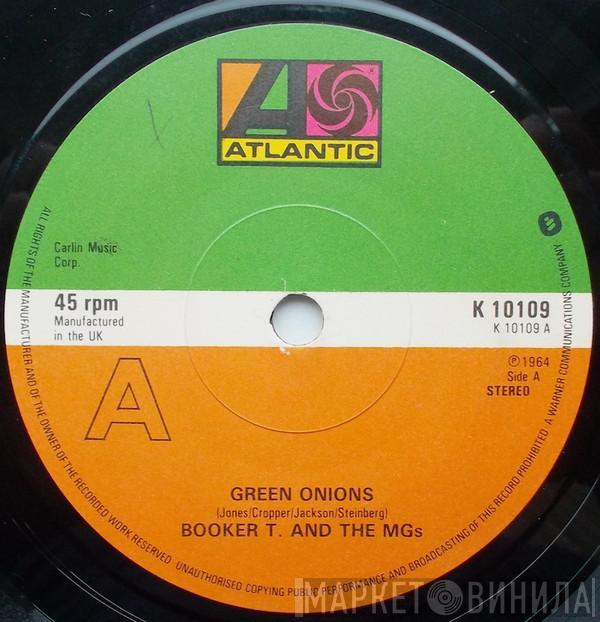 ATLANTIC
Carlin Music
Corp.
45 rpm
Manufactured
in the UK
K 10109
K 10109 A
℗1964
Side A
STEREO
A
GREEN ONIONS
(Jones/Cropper/Jackson/Steinberg)
BOOKER T. AND THE MGs
ALL RIGHTS OF THE MANUFACTURER AND OF THE OWNER OF THE RECORDED WORK RESERVED. UNAUTHORISED COPYING PUBLIC PERFORMANCE AND BROADCASTING OF THIS RECORD PROHIBITED. A WARNER COMMUNICATIONS COMPANY
МАРКЕТ ВИНИЛА